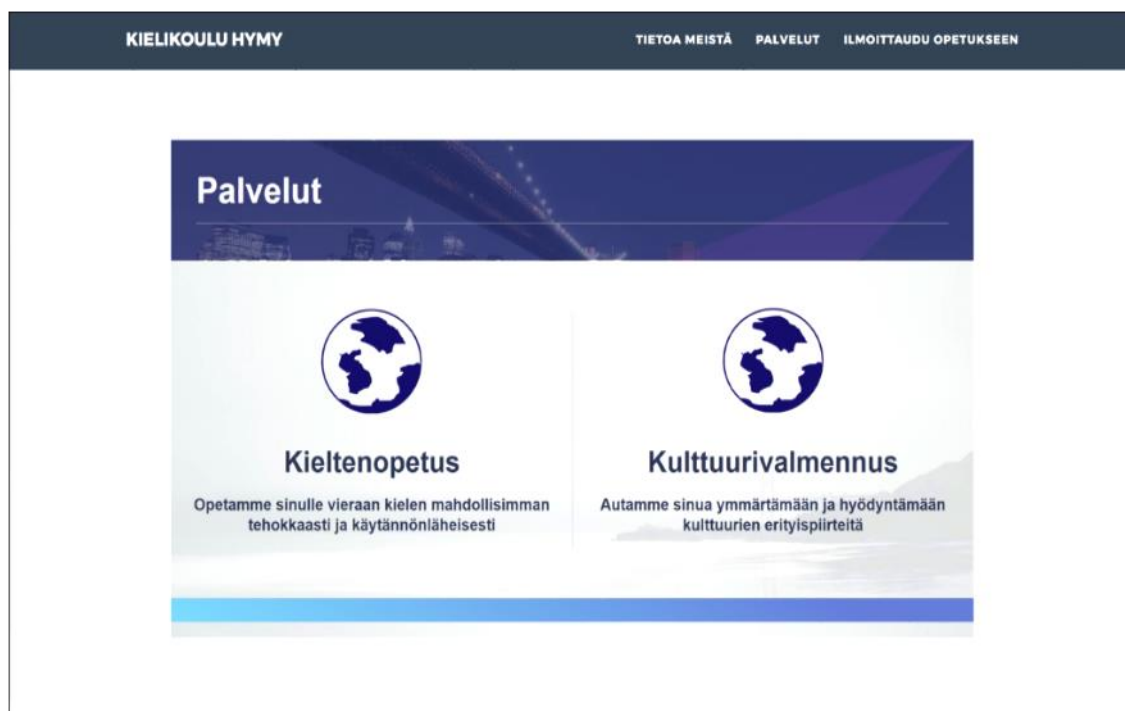 KIELIKOULU HYMY
TIETOA MEISTÄ PALVELUT ILMOITTAUDU OPETUKSEEN
Palvelut
Kieltenopetus
Opetamme sinulle vieraan kielen mahdollisimman
tehokkaasti ja käytännönläheisesti
Kulttuurivalmennus
Autamme sinua ymmärtämään ja hyödyntämään
kulttuurien erityispiirteitä